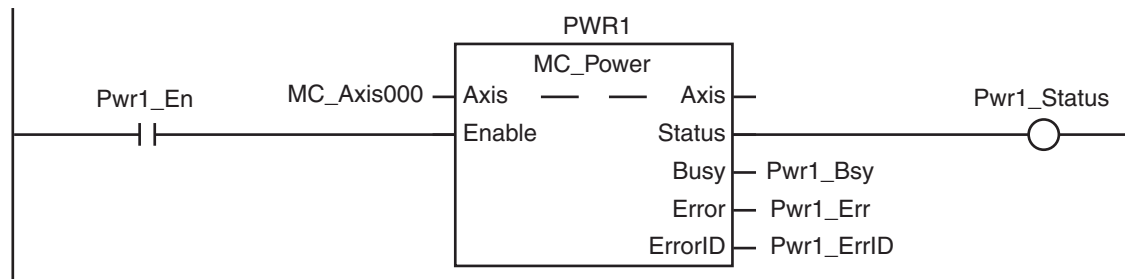 PWR1
MC_Power
Pwr1_En
MC_Axis000
Axis
Axis
Pwr1_Status
Enable
Status
Busy
Pwr1_Bsy
Error
Pwr1_Err
ErrorID
Pwr1_ErrID